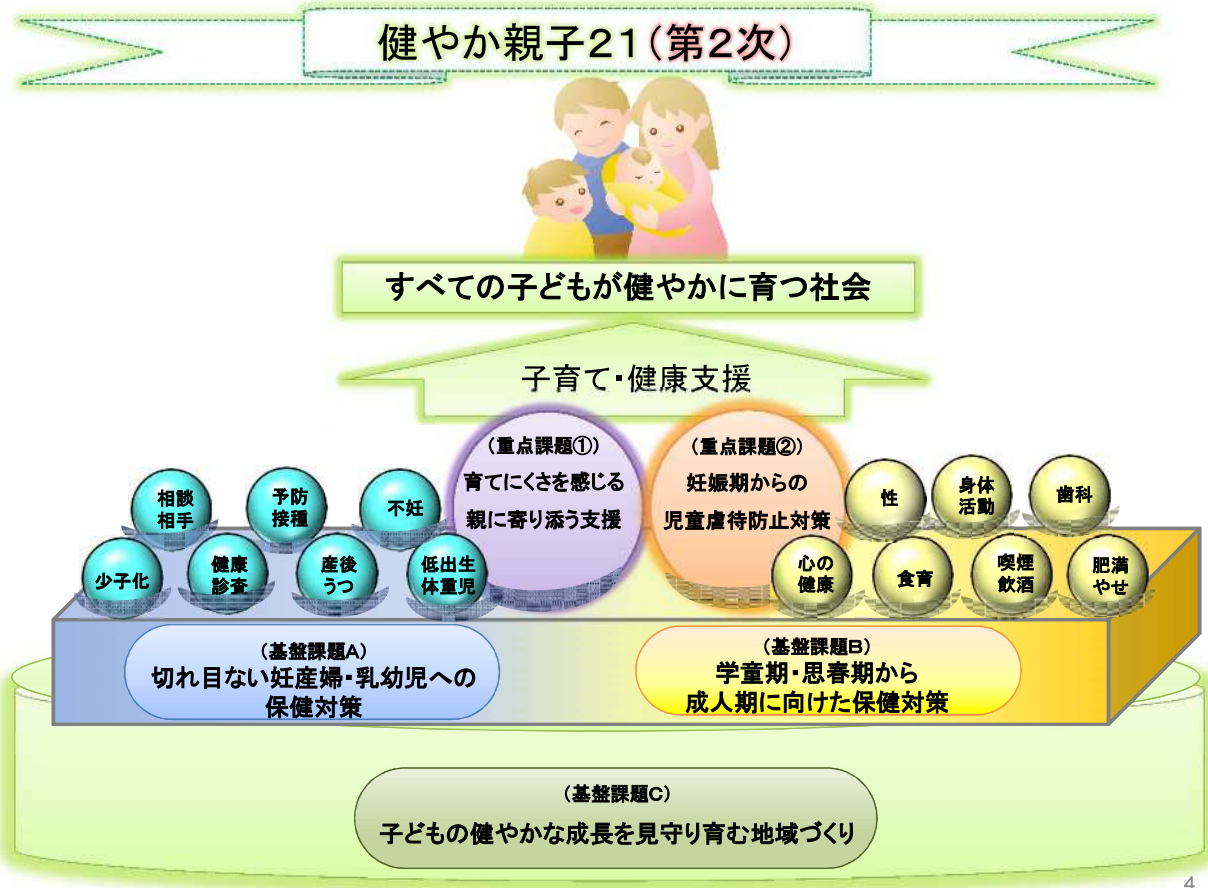 健やか親子21(第2次)
すべての子どもが健やかに育つ社会
子育て・健康支援
(重点課題①)
育てにくさを感じる
親に寄り添う支援
(重点課題②)
妊娠期からの
児童虐待防止対策
相談
相手
予防
接種
不妊
少子化
健康
診査
産後
うつ
低出生
体重児
性
身体
活動
歯科
心の
健康
食育
喫煙
飲酒
肥満
やせ
(基盤課題A)
切れ目ない妊産婦・乳幼児への
保健対策
(基盤課題B)
学童期・思春期から
成人期に向けた保健対策
(基盤課題C)
子どもの健やかな成長を見守り育む地域づくり
4